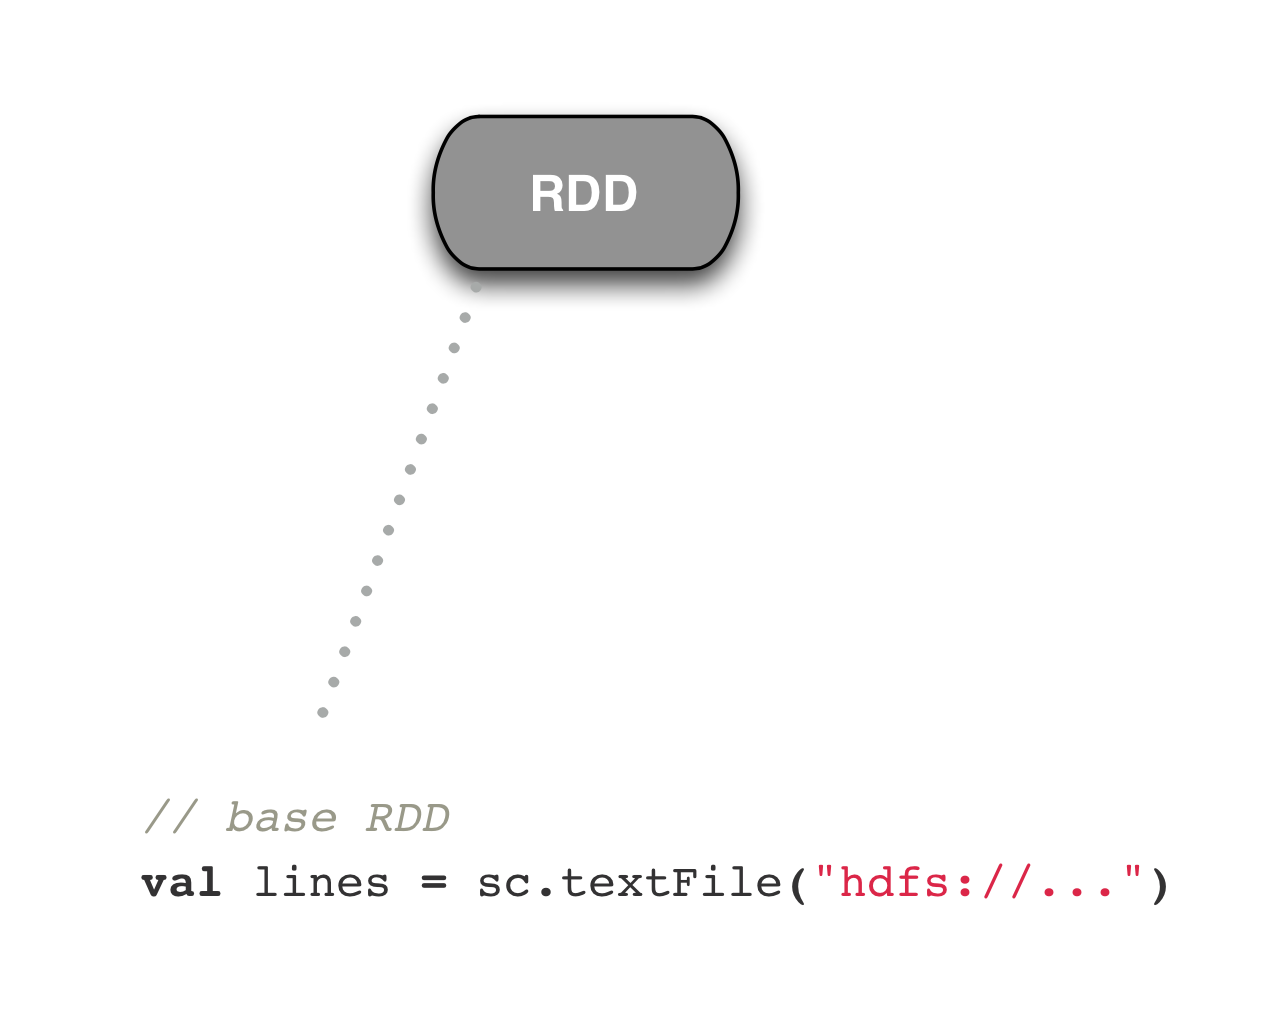 RDD
// base RDD
val lines = sc.textFile("hdfs://...")